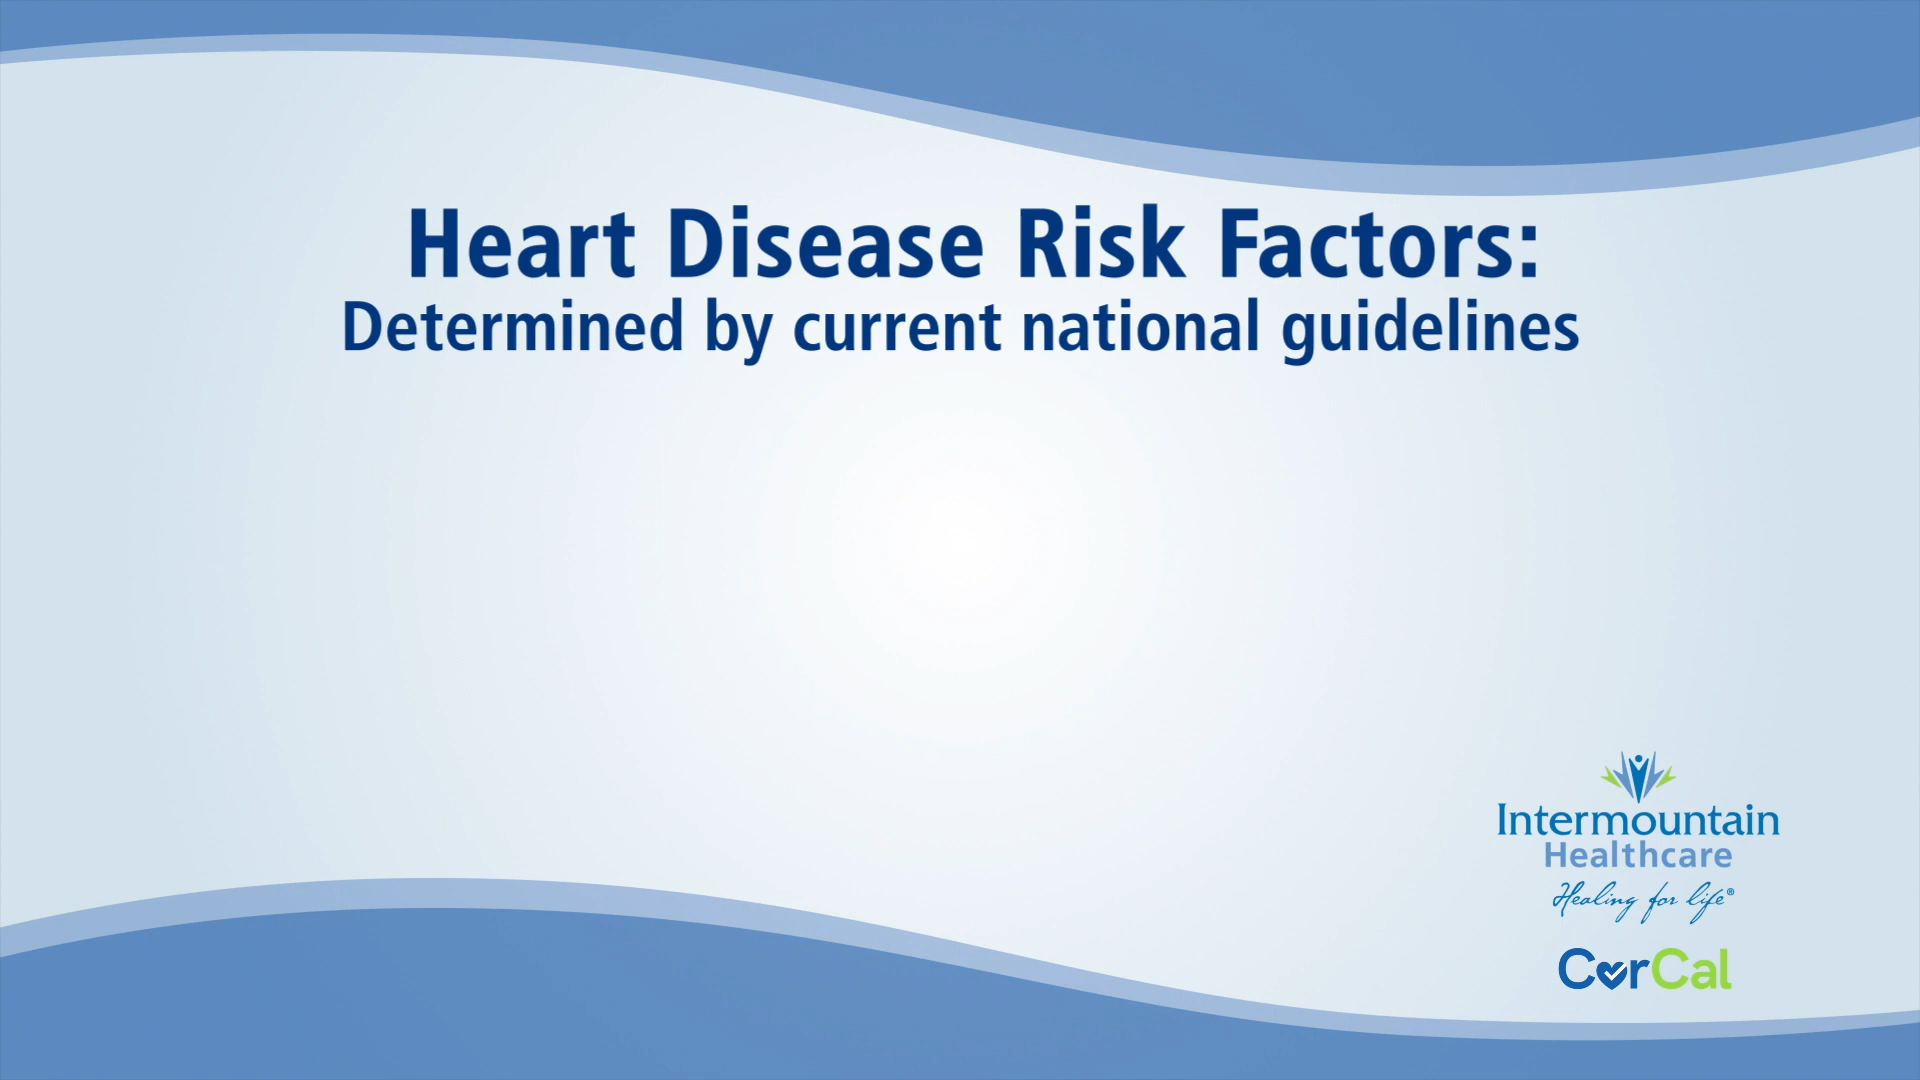 Heart Disease Risk Factors:
Determined by current national guidelines
Intermountain
Healthcare
Healing for life®
CorCal